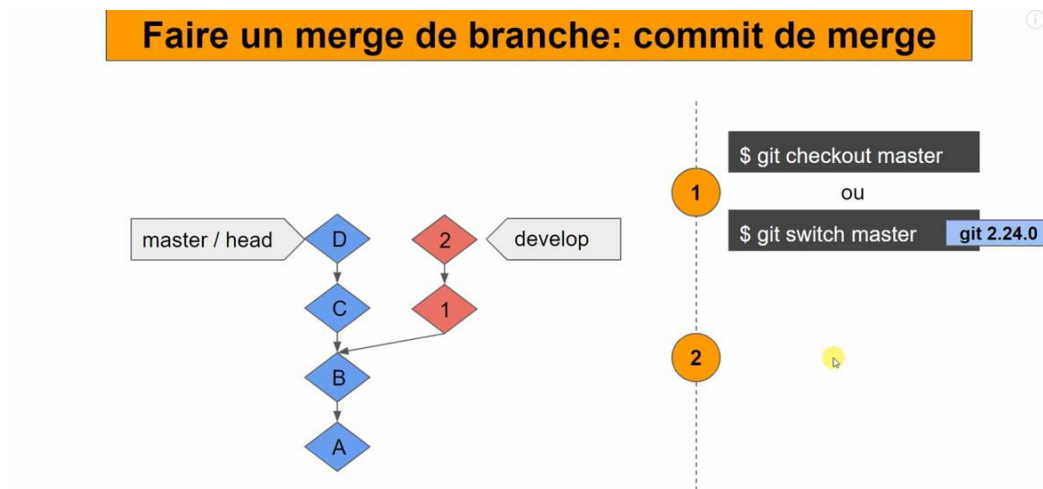 Faire un merge de branche: commit de merge
$ git checkout master
1
ou
$ git switch master
git 2.24.0
master / head
D
2
develop
C
1
2
B
A